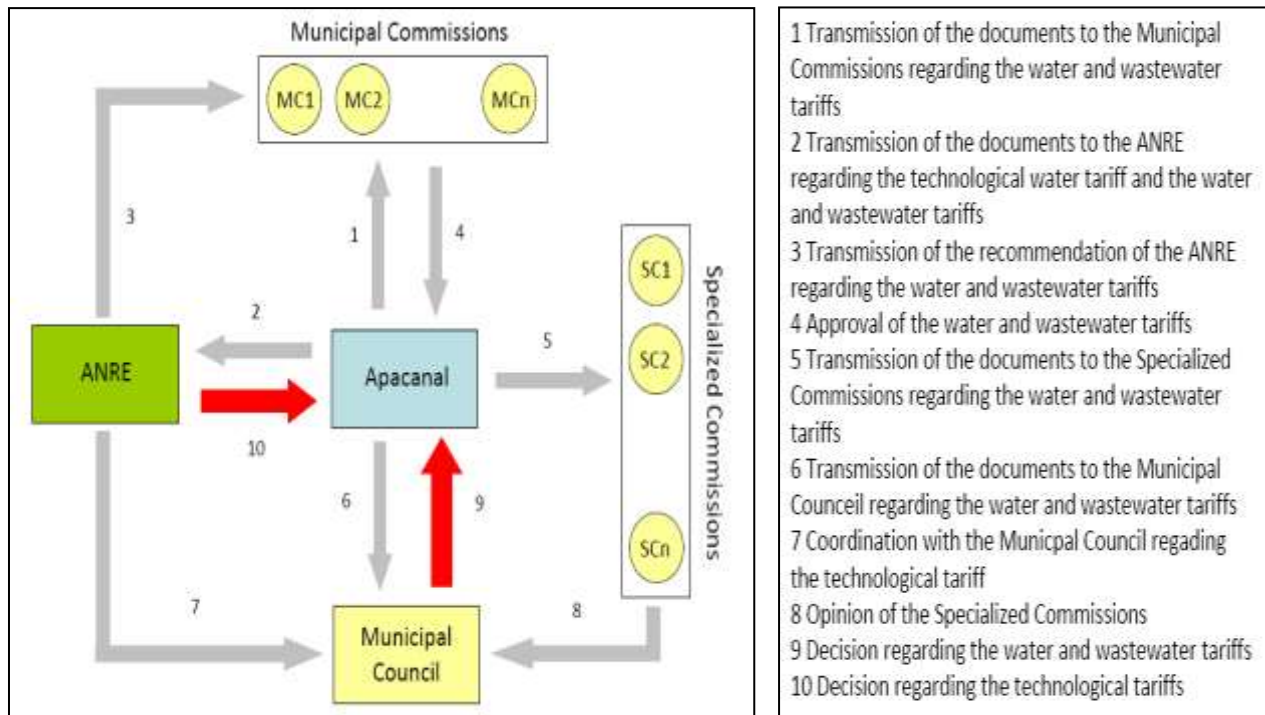 Municipal Commissions
MC1
MC2
MCn
3
1
4
SC1
SC2
SCn
Specialized Commissions
2
5
ANRE
Apacanal
10
6
9
7
8
Municipal
Council
1 Transmission of the documents to the Municipal
Commissions regarding the water and wastewater
tariffs
2 Transmission of the documents to the ANRE
regarding the technological water tariff and the water
and wastewater tariffs
3 Transmission of the recommendation of the ANRE
regarding the water and wastewater tariffs
4 Approval of the water and wastewater tariffs
5 Transmission of the documents to the Specialized
Commissions regarding the water and wastewater
tariffs
6 Transmission of the documents to the Municipal
Counceil regarding the water and wastewater tariffs
7 Coordination with the Municpal Council regading
the technological tariff
8 Opinion of the Specialized Commissions
9 Decision regarding the water and wastewater tariffs
10 Decision regarding the technological tariffs